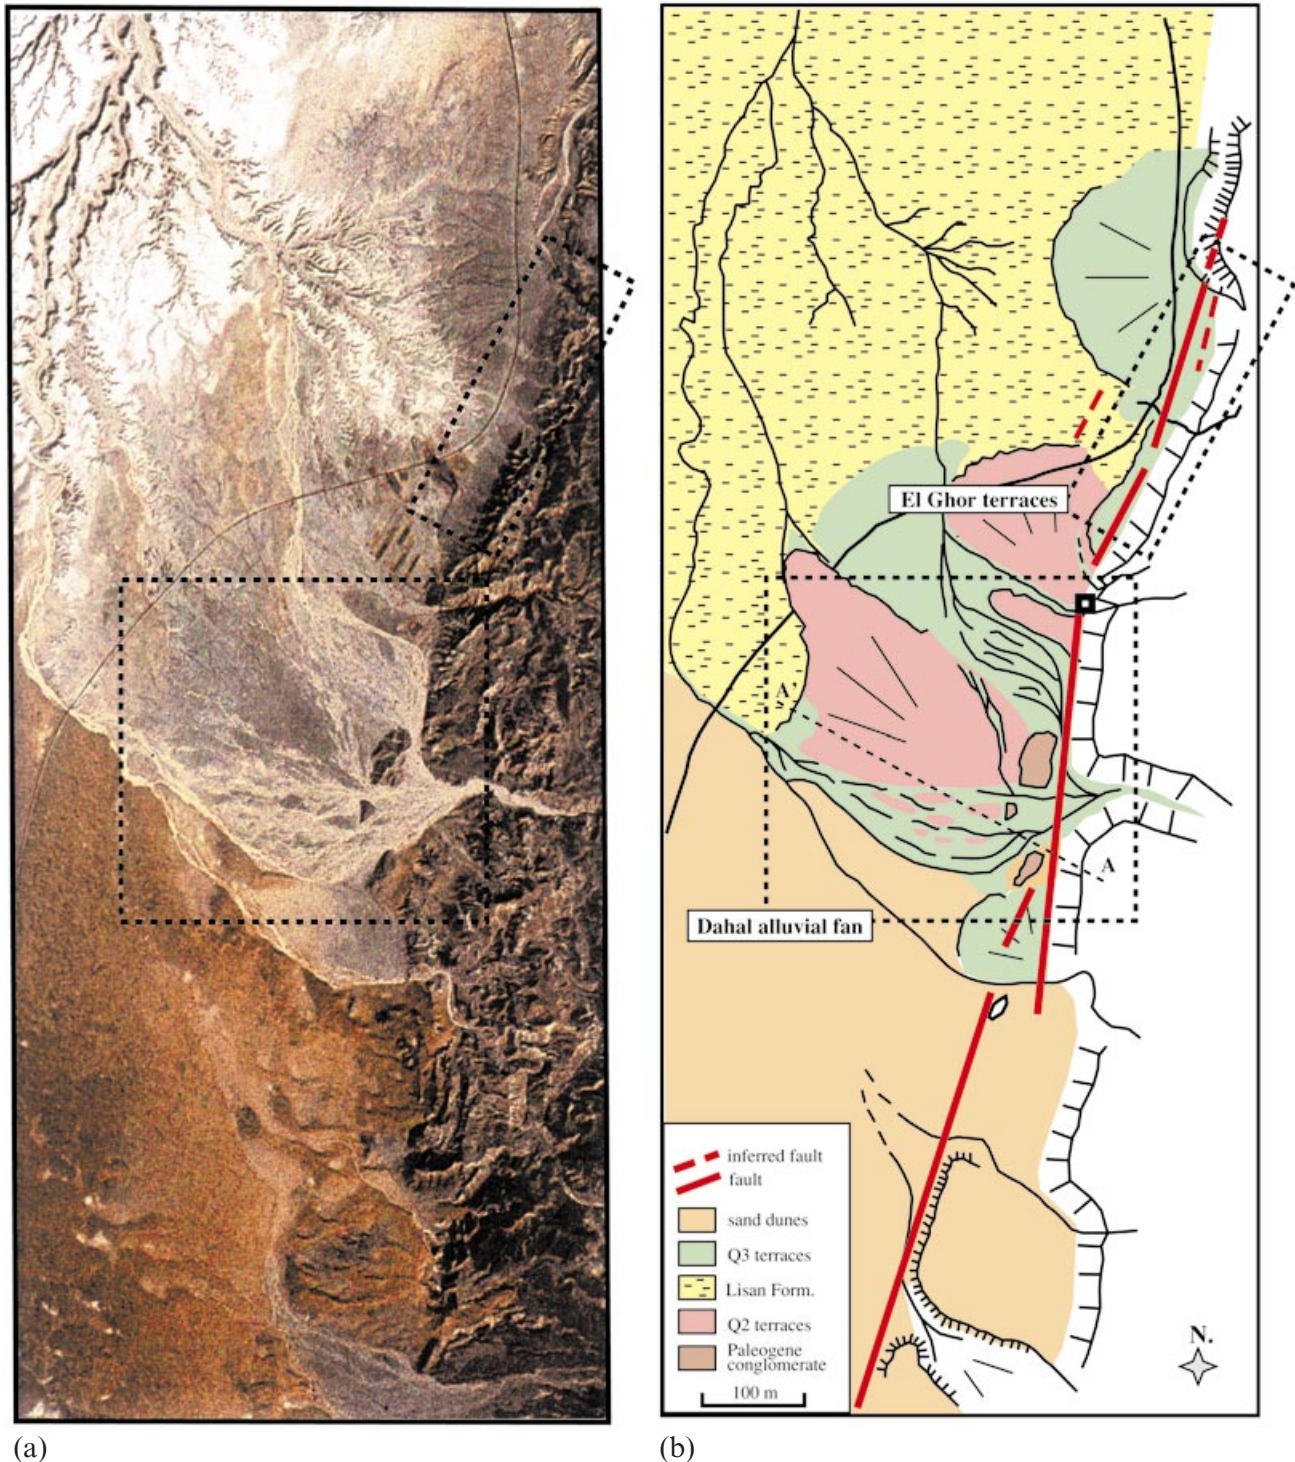 El Ghor terraces
A'
A
Dahal alluvial fan
inferred fault
fault
sand dunes
Q3 terraces
Lisan Form.
Q2 terraces
Paleogene
conglomerate
100 m
N.
(a)
(b)